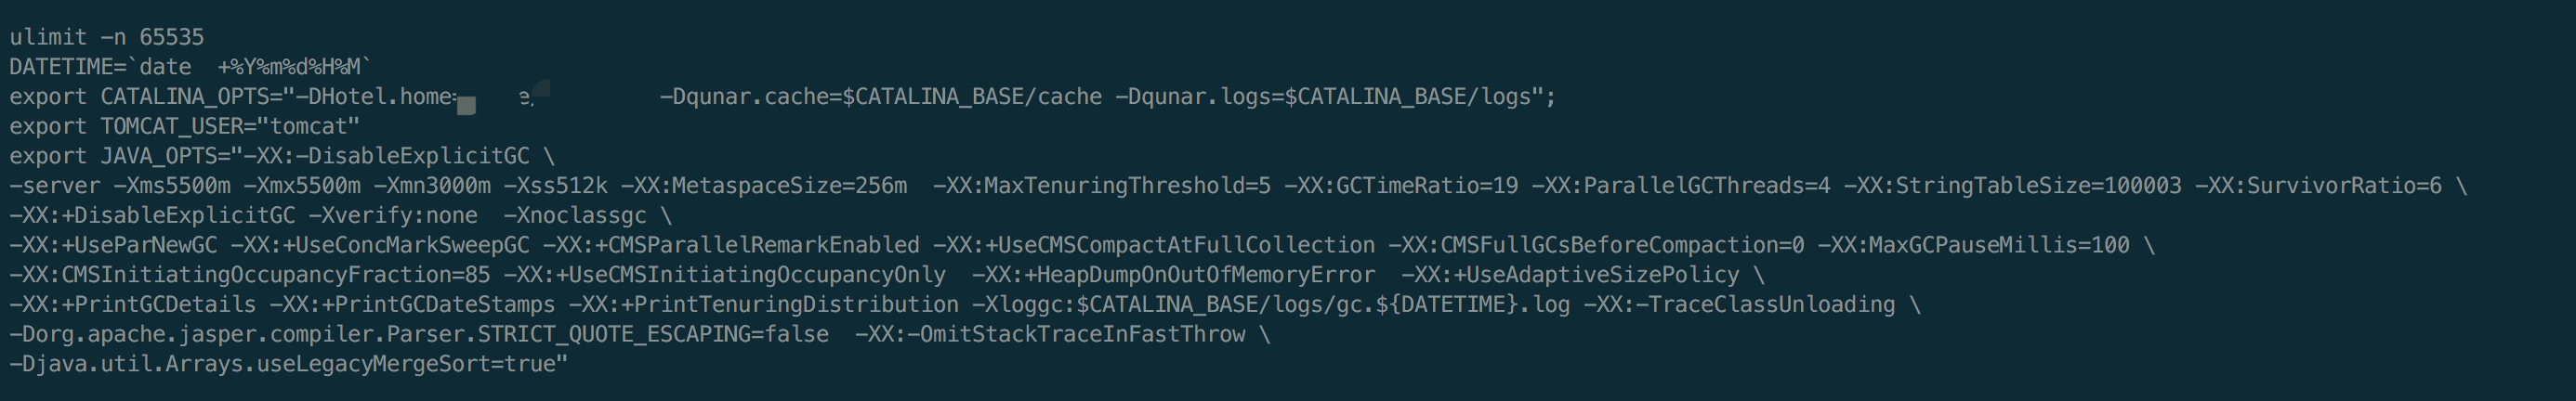 ulimit -n 65535
DATETIME=`date  +%Y%m%d%H%M`
export CATALINA_OPTS="-DHotel.home= -Dqunar.cache=$CATALINA_BASE/cache -Dqunar.logs=$CATALINA_BASE/logs";
export TOMCAT_USER="tomcat"
export JAVA_OPTS="-XX:-DisableExplicitGC \
-server -Xms5500m -Xmx5500m -Xmn3000m -Xss512k -XX:MetaspaceSize=256m  -XX:MaxTenuringThreshold=5 -XX:GCTimeRatio=19 -XX:ParallelGCThreads=4 -XX:StringTableSize=100003 -XX:SurvivorRatio=6 \
-XX:+DisableExplicitGC -Xverify:none  -Xnoclassgc \
-XX:+UseParNewGC -XX:+UseConcMarkSweepGC -XX:+CMSParallelRemarkEnabled -XX:+UseCMSCompactAtFullCollection -XX:CMSFullGCsBeforeCompaction=0 -XX:MaxGCPauseMillis=100 \
-XX:CMSInitiatingOccupancyFraction=85 -XX:+UseCMSInitiatingOccupancyOnly  -XX:+HeapDumpOnOutOfMemoryError  -XX:+UseAdaptiveSizePolicy \
-XX:+PrintGCDetails -XX:+PrintGCDateStamps -XX:+PrintTenuringDistribution -Xloggc:$CATALINA_BASE/logs/gc.${DATETIME}.log -XX:-TraceClassUnloading \
-Dorg.apache.jasper.compiler.Parser.STRICT_QUOTE_ESCAPING=false  -XX:-OmitStackTraceInFastThrow \
-Djava.util.Arrays.useLegacyMergeSort=true"